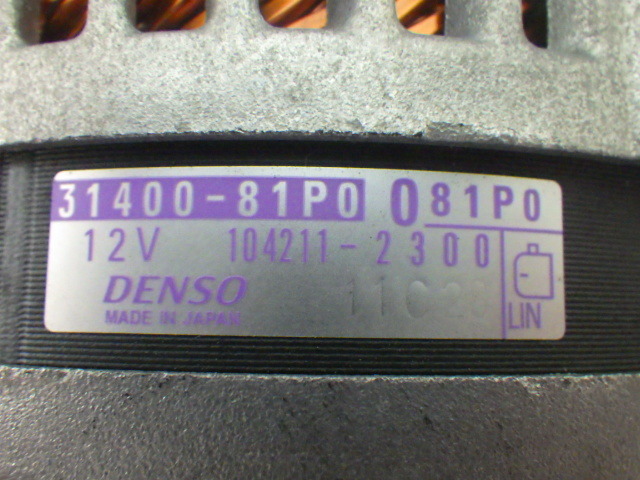 31400-81P0 081P0
12V 104211-2300
DENSO
MADE IN JAPAN
LIN